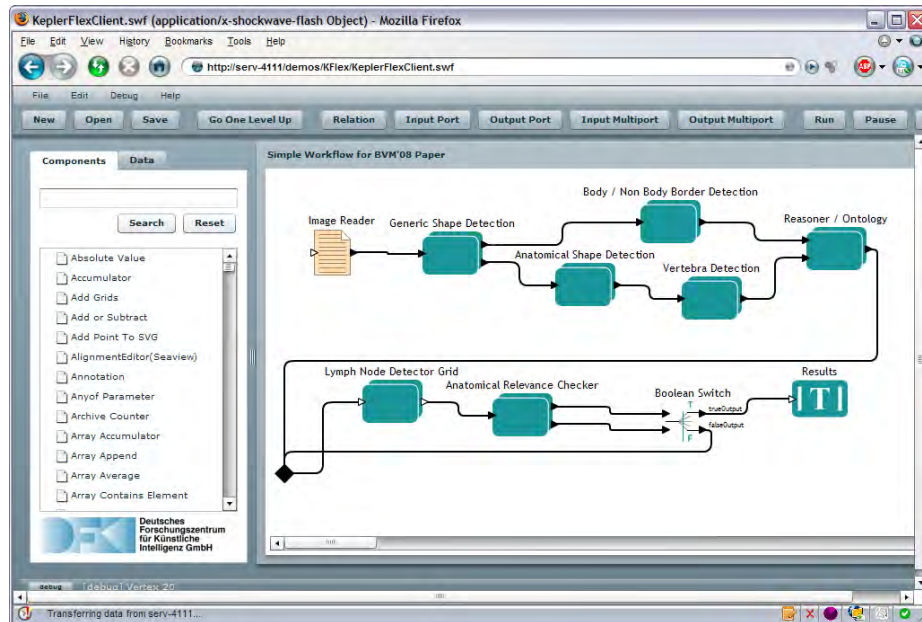 KeplerFlexClient.swf (application/x-shockwave-flash Object) - Mozilla Firefox
File Edit View History Bookmarks Tools Help
http://serv-4111/demos/KFlex/KeplerFlexClient.swf
ABP
File Edit Debug Help
New Open Save Go One Level Up Relation Input Port Output Port Input Multiport Output Multiport Run Pause
Components Data
Search Reset
Absolute Value
Accumulator
Add Grids
Add or Subtract
Add Point To SVG
AlignmentEditor(Seaview)
Annotation
Anyof Parameter
Archive Counter
Array Accumulator
Array Append
Array Average
Array Contains Element
DFK
Deutsches
Forschungszentrum
für Künstliche
Intelligenz GmbH
Simple Workflow for BVM'08 Paper
Body / Non Body Border Detection
Image Reader
Generic Shape Detection
Reasoner / Ontology
Anatomical Shape Detection
Vertebra Detection
Lymph Node Detector Grid
Anatomical Relevance Checker
Boolean Switch
Results
T
trueOutput
falseOutput
F
T
debug [debug] Vertex 20
Transferring data from serv-4111...